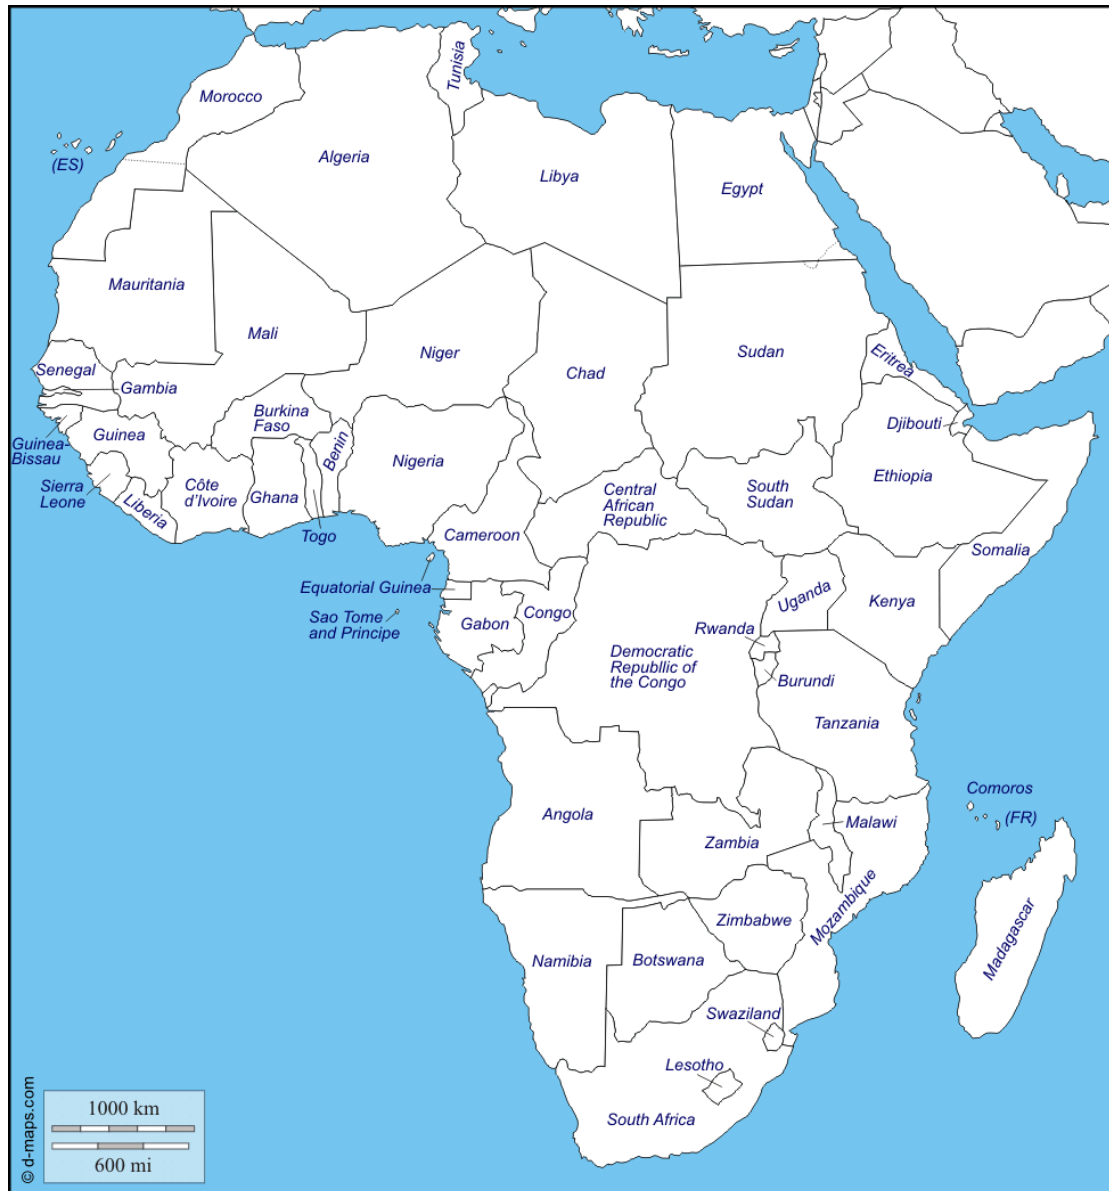 Tunisia
Morocco
Algeria
(ES)
Libya
Egypt
Mauritania
Mali
Niger
Chad
Sudan
Eritrea
Senegal
Gambia
Burkina
Faso
Djibouti
Guinea
Guinea-
Bissau
Benin
Nigeria
Ethiopia
Sierra
Leone
Côte
d'Ivoire
Ghana
Liberia
Central
African
Republic
South
Sudan
Togo
Cameroon
Somalia
Equatorial Guinea
Sao Tome
and Principe
Gabon
Congo
Uganda
Kenya
Rwanda
Democratic
Republlic of
the Congo
Burundi
Tanzania
Comoros
(FR)
Angola
Zambia
Malawi
Mozambique
Zimbabwe
Madagascar
Namibia
Botswana
Swaziland
Lesotho
South Africa
1000 km
600 mi
© d-maps.com